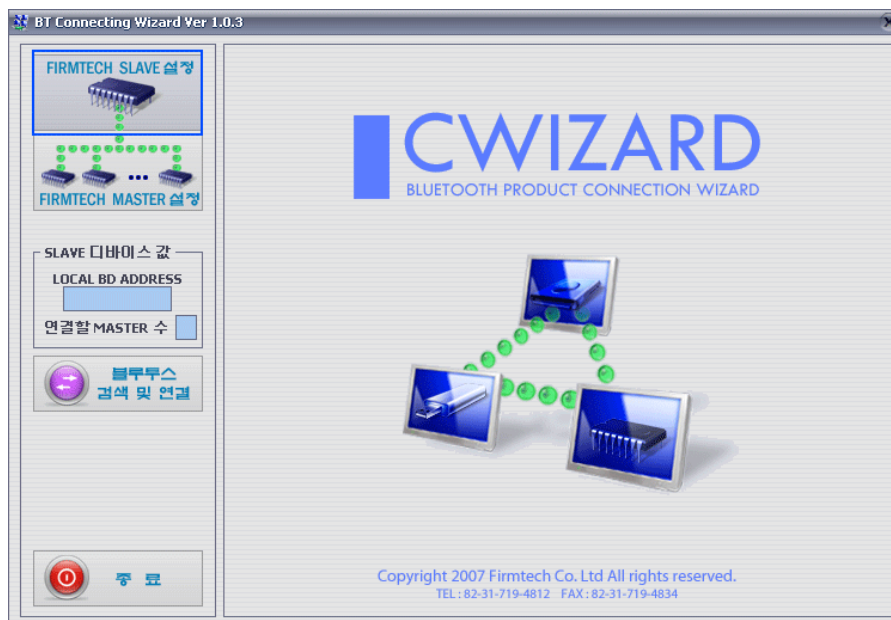 BT Connecting Wizard Ver 1.0.3
FIRMTECH SLAVE 설정
FIRMTECH MASTER 설정
SLAVE 디바이스 값
LOCAL BD ADDRESS
연결할 MASTER 수
블루투스
검색 및 연결
종 료
CWIZARD
BLUETOOTH PRODUCT CONNECTION WIZARD
Copyright 2007 Firmtech Co. Ltd All rights reserved.
TEL : 82-31-719-4812 FAX : 82-31-719-4834